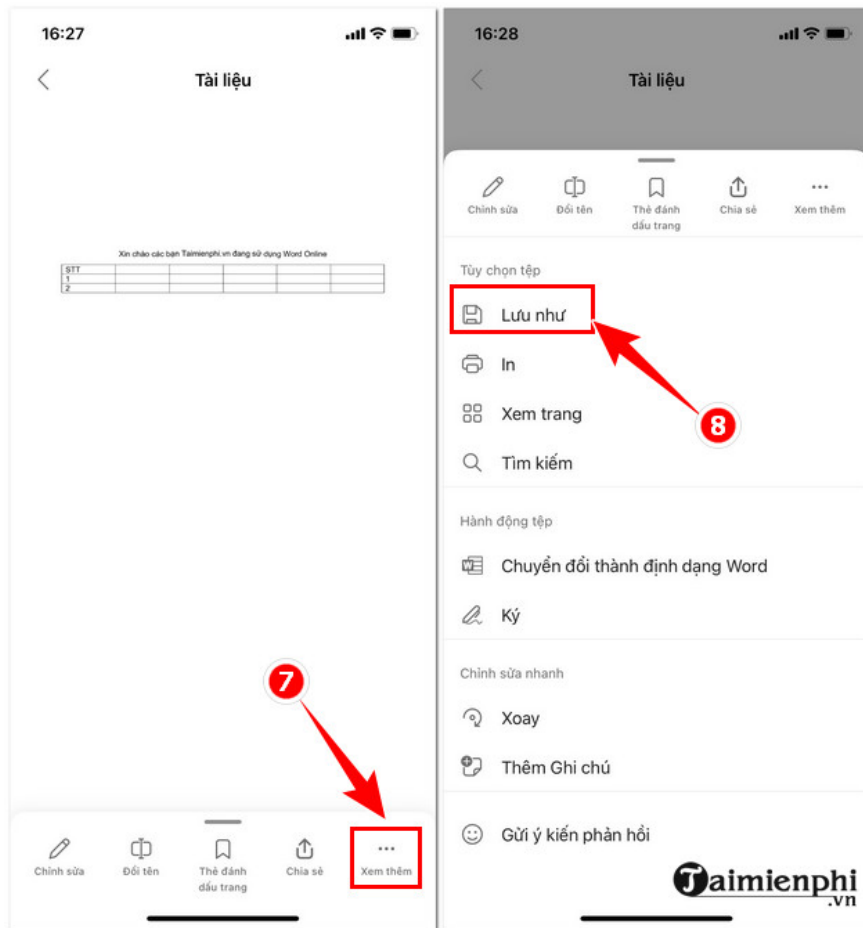 16:27
Tài liệu
Xin chào các bạn Taimienphi.vn đang sử dụng Word Online
STT
1
2
7
Chỉnh sửa
Đổi tên
Thẻ đánh
dấu trang
Chia sẻ
Xem thêm
16:28
Tài liệu
Chỉnh sửa
Đổi tên
Thẻ đánh
dấu trang
Chia sẻ
Xem thêm
Tùy chọn tệp
Lưu như
In
8
Xem trang
Tìm kiếm
Hành động tệp
Chuyển đổi thành định dạng Word
Ký
Chỉnh sửa nhanh
Xoay
Thêm Ghi chú
Gửi ý kiến phản hồi
Taimienphi
.vn